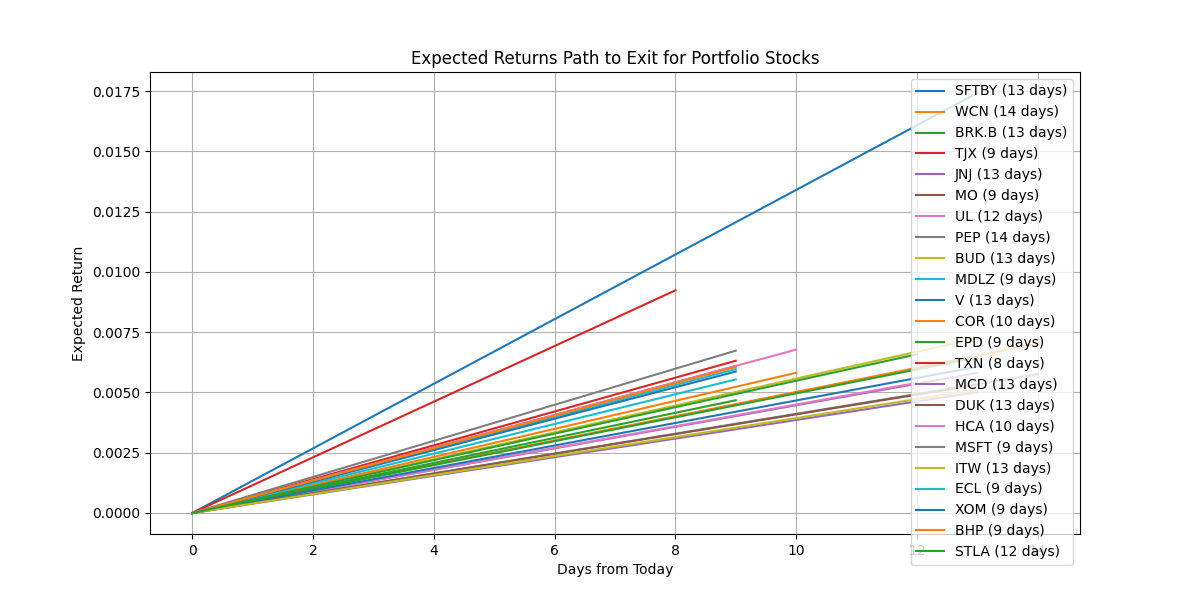 Expected Returns Path to Exit for Portfolio Stocks
Expected Return
0.0175
0.0150
0.0125
0.0100
0.0075
0.0050
0.0025
0.0000
0
2
4
6
8
10
12
Days from Today
SFTBY (13 days)
WCN (14 days)
BRK.B (13 days)
TJX (9 days)
JNJ (13 days)
MO (9 days)
UL (12 days)
PEP (14 days)
BUD (13 days)
MDLZ (9 days)
V (13 days)
COR (10 days)
EPD (9 days)
TXN (8 days)
MCD (13 days)
DUK (13 days)
HCA (10 days)
MSFT (9 days)
ITW (13 days)
ECL (9 days)
XOM (9 days)
BHP (9 days)
STLA (12 days)